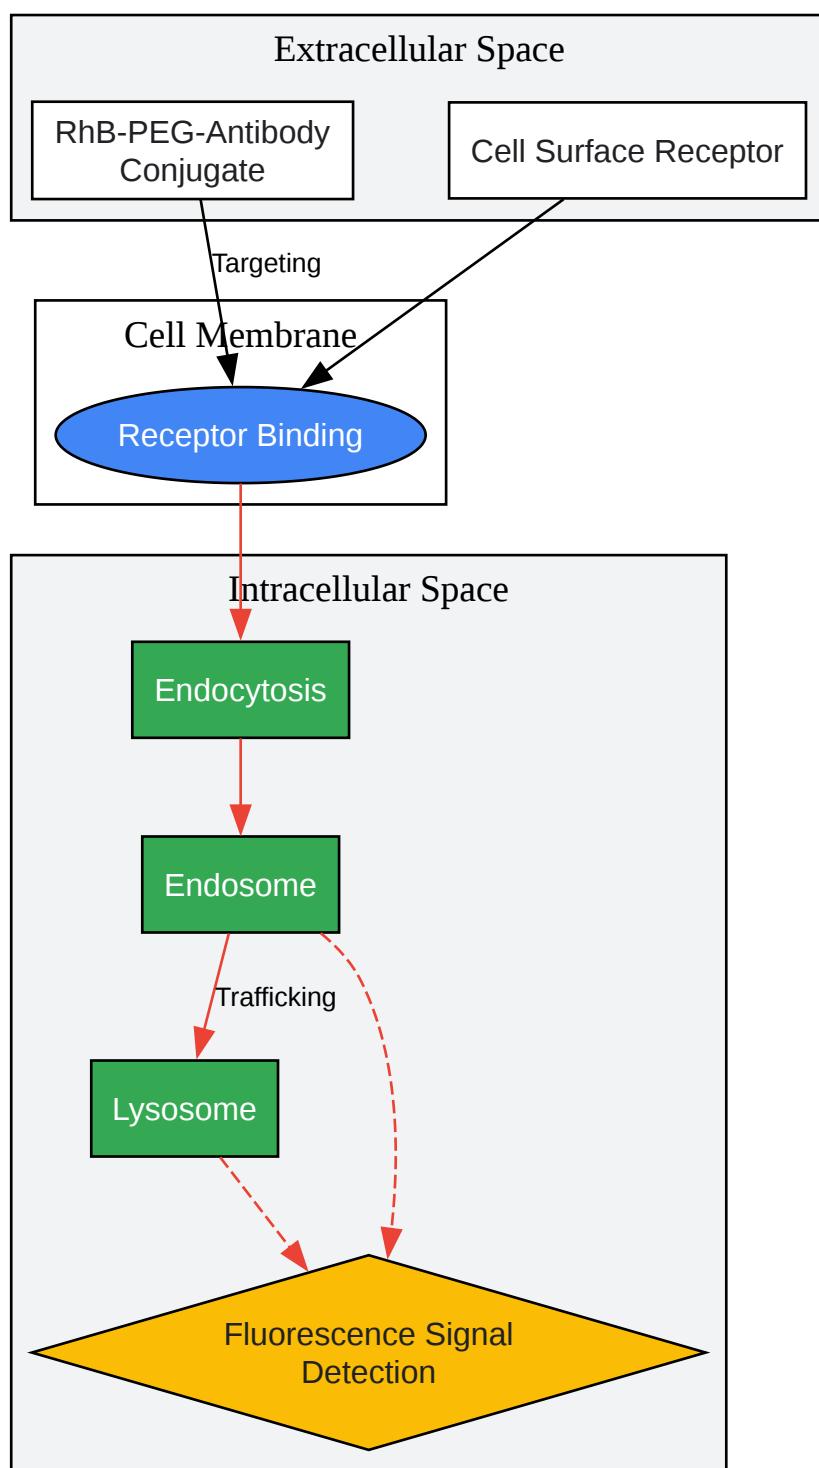 Extracellular Space
RhB-PEG-Antibody
Conjugate
Cell Surface Receptor
Targeting
Cell Membrane
Receptor Binding
Intracellular Space
Endocytosis
Endosome
Trafficking
Lysosome
Fluorescence Signal
Detection